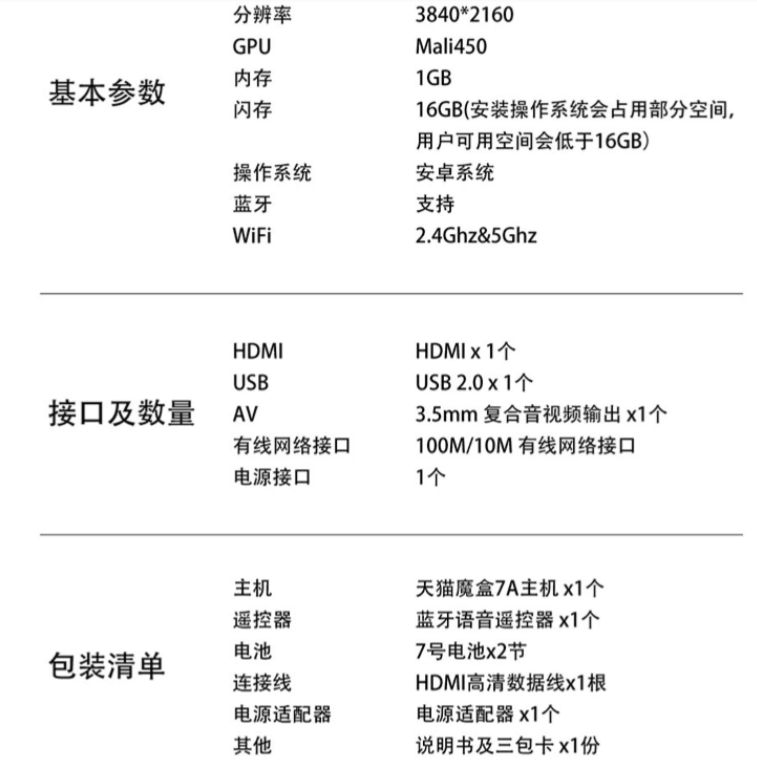 基本参数
分辨率 3840*2160
GPU Mali450
内存 1GB
闪存 16GB(安装操作系统会占用部分空间,
用户可用空间会低于16GB）
操作系统 安卓系统
蓝牙 支持
WiFi 2.4Ghz&5Ghz
接口及数量
HDMI HDMI x 1个
USB USB 2.0 x 1个
AV 3.5mm 复合音视频输出 x1个
有线网络接口 100M/10M 有线网络接口
电源接口 1个
包装清单
主机 天猫魔盒7A主机 x1个
遥控器 蓝牙语音遥控器 x1个
电池 7号电池x2节
连接线 HDMI高清数据线x1根
电源适配器 电源适配器 x1个
其他 说明书及三包卡 x1份